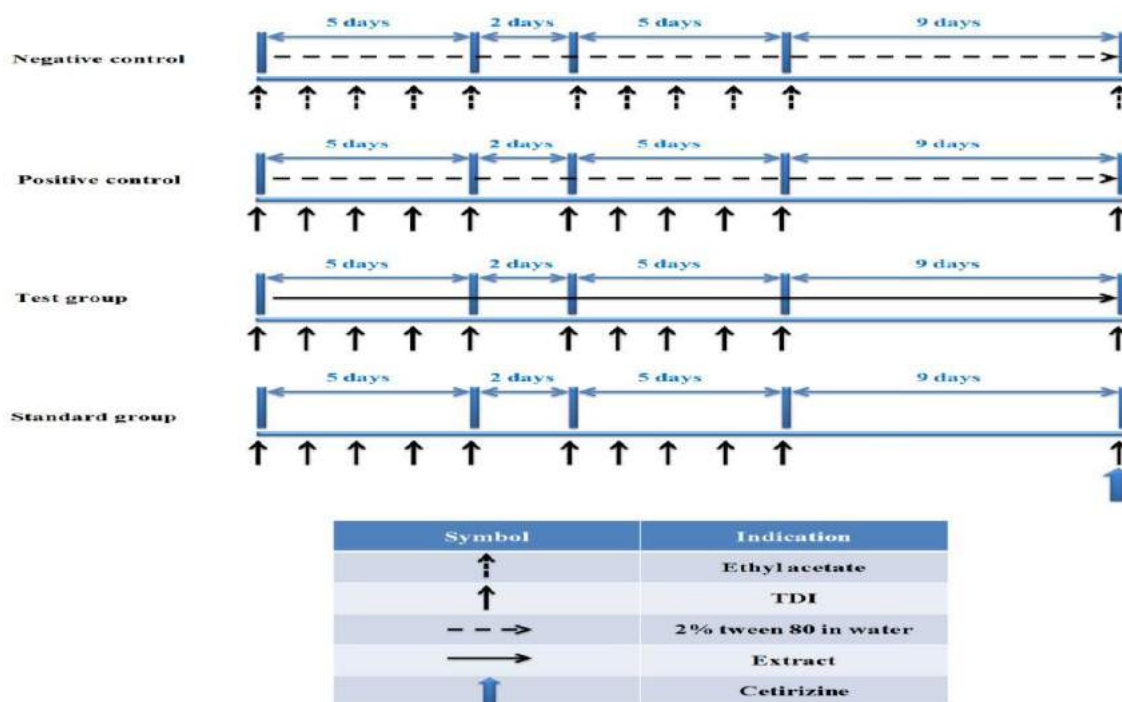 5 days 2 days 5 days 9 days
Negative control
5 days 2 days 5 days 9 days
Positive control
5 days 2 days 5 days 9 days
Test group
5 days 2 days 5 days 9 days
Standard group
Symbol Indication
Ethyl acetate
TDI
2% tween 80 in water
Extract
Cetirizine